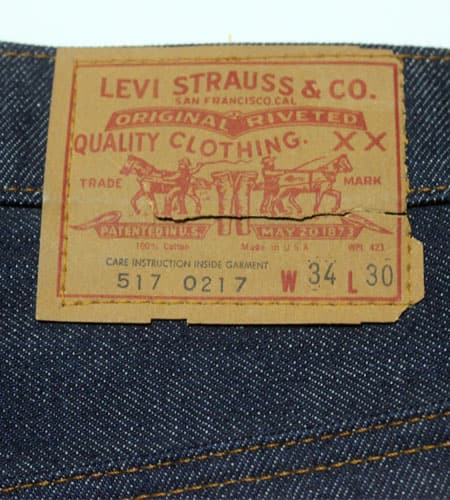 LEVI STRAUSS & CO.
SAN FRANCISCO,CAL
ORIGINAL RIVETED
QUALITY CLOTHING. XX
TRADE MARK
PATENTED IN U.S. MAY 20 1873
100% Cotton Made in U S A WPL 423
CARE INSTRUCTION INSIDE GARMENT
517 0217 W 34 L 30